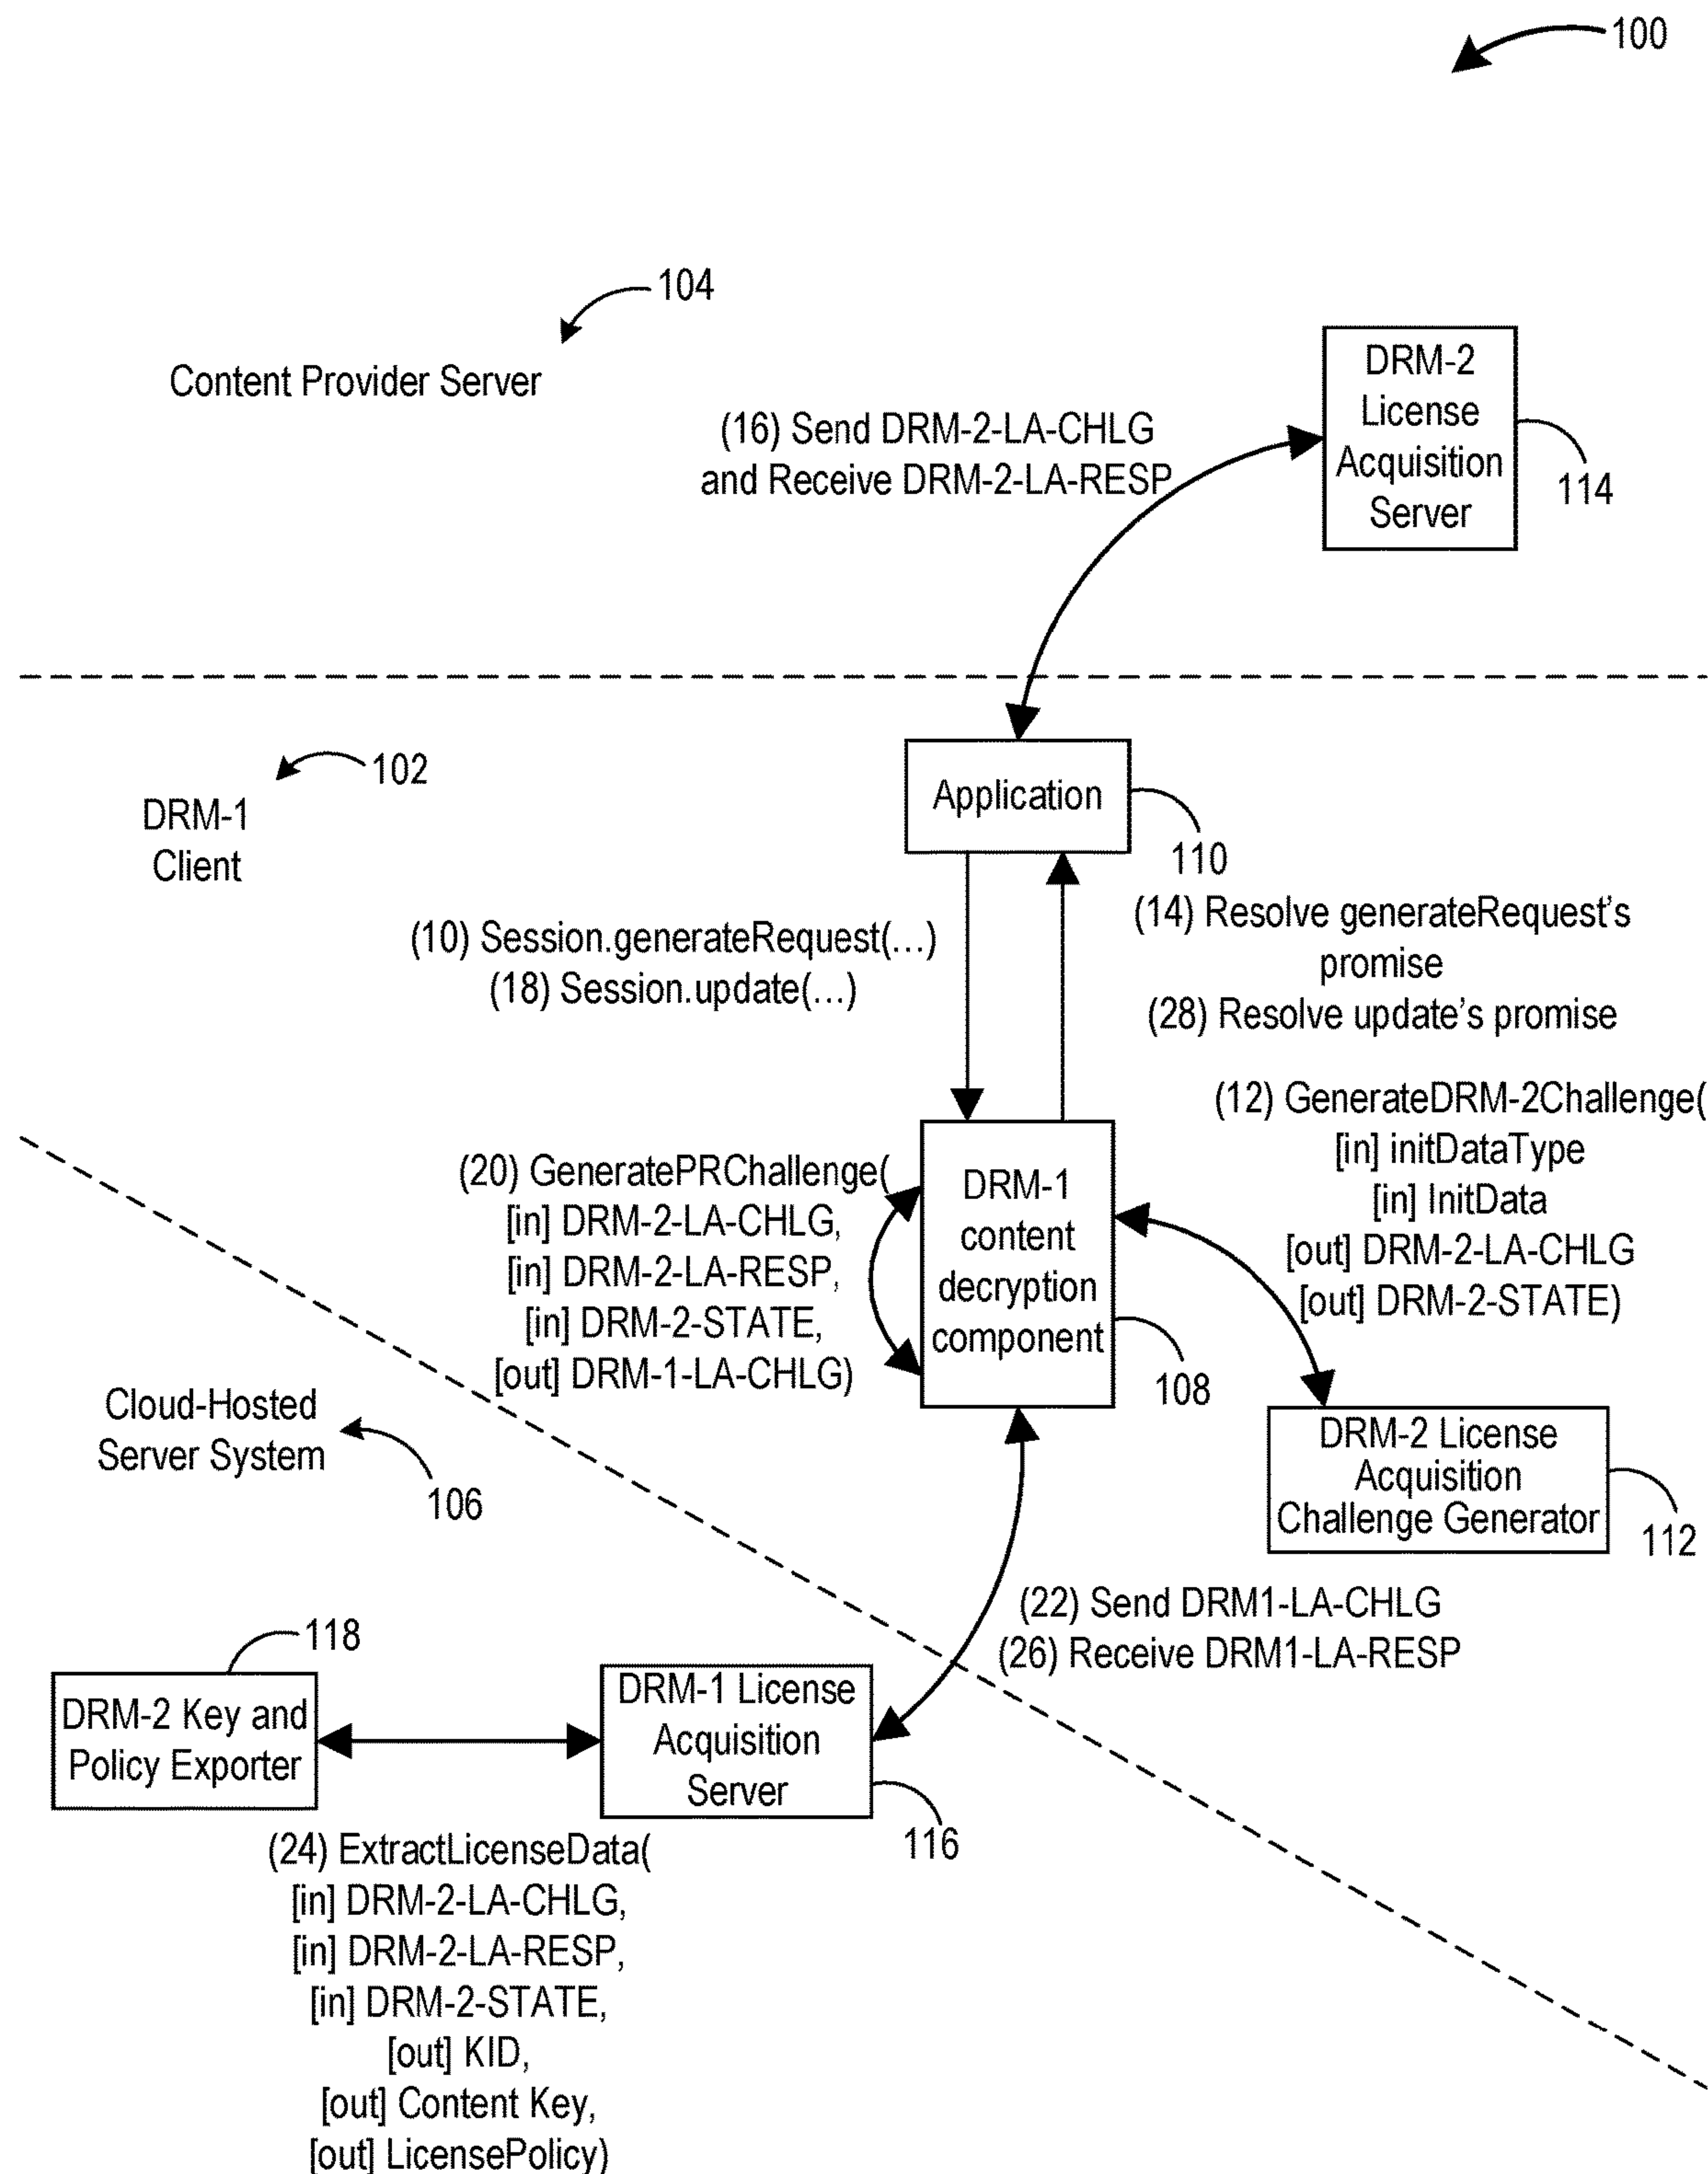 100
104
Content Provider Server
DRM-2
License
Acquisition
Server
114
(16) Send DRM-2-LA-CHLG
and Receive DRM-2-LA-RESP
102
DRM-1
Client
Application
110
(10) Session.generateRequest(...)
(18) Session.update(...)
(14) Resolve generateRequest's
promise
(28) Resolve update's promise
(12) GenerateDRM-2Challenge(
[in] initDataType
[in] InitData
[out] DRM-2-LA-CHLG
[out] DRM-2-STATE)
(20) GeneratePRChallenge(
[in] DRM-2-LA-CHLG,
[in] DRM-2-LA-RESP,
[in] DRM-2-STATE,
[out] DRM-1-LA-CHLG)
DRM-1
content
decryption
component
108
Cloud-Hosted
Server System
106
DRM-2 License
Acquisition
Challenge Generator
112
(22) Send DRM1-LA-CHLG
(26) Receive DRM1-LA-RESP
118
DRM-2 Key and
Policy Exporter
DRM-1 License
Acquisition
Server
116
(24) ExtractLicenseData(
[in] DRM-2-LA-CHLG,
[in] DRM-2-LA-RESP,
[in] DRM-2-STATE,
[out] KID,
[out] Content Key,
[out] LicensePolicy)